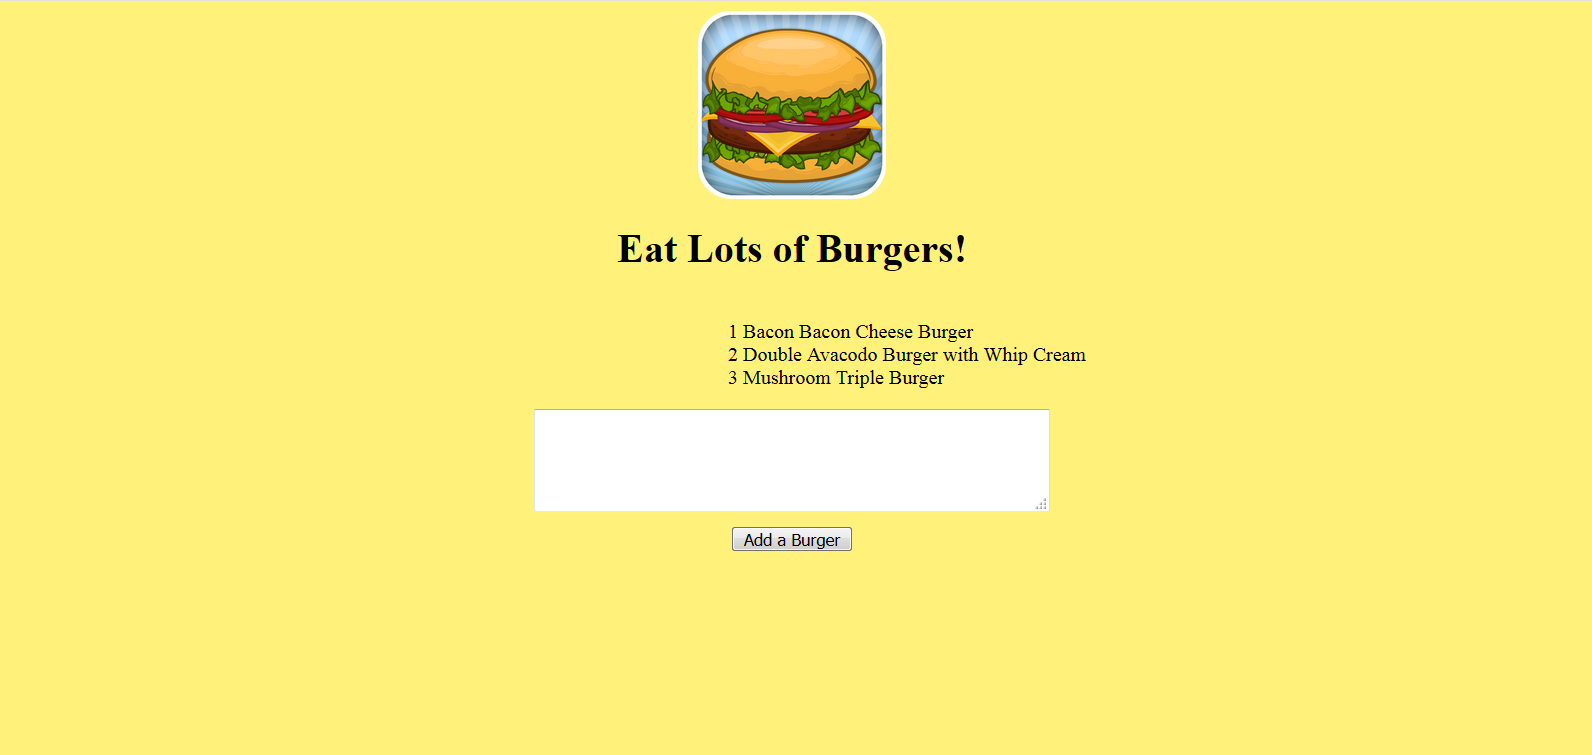 Eat Lots of Burgers!
1 Bacon Bacon Cheese Burger
2 Double Avacodo Burger with Whip Cream
3 Mushroom Triple Burger
Add a Burger